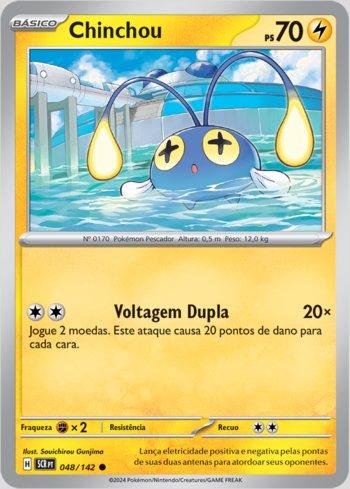 BÁSICO
Chinchou
PS 70
Nº 0170 Pokémon Pescador Altura: 0,5 m Peso: 12,0 kg
Voltagem Dupla 20×
Jogue 2 moedas. Este ataque causa 20 pontos de dano para
cada cara.
Fraqueza ×2 Resistência Recuo
Ilust. Souichirou Gunjima
H SCR PT 048/142
Lança eletricidade positiva e negativa pelas pontas
de suas duas antenas para atordoar seus oponentes.
©2024 Pokémon/Nintendo/Creatures/GAME FREAK